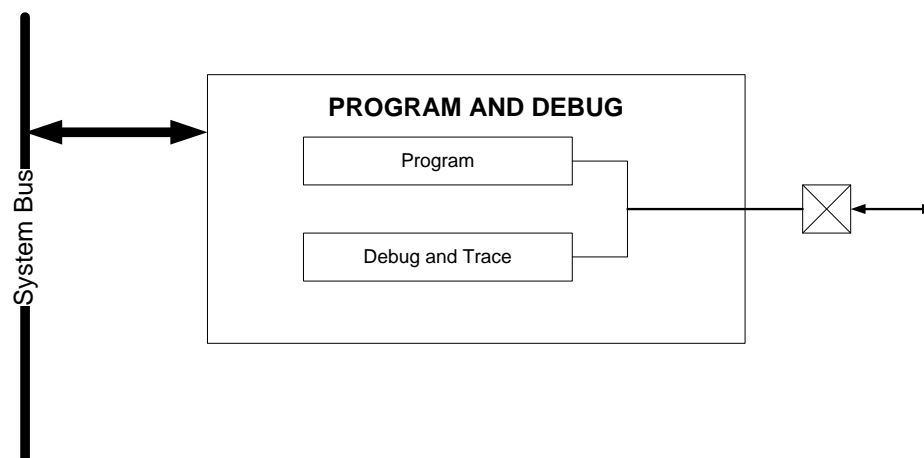 PROGRAM AND DEBUG
Program
Debug and Trace
System Bus